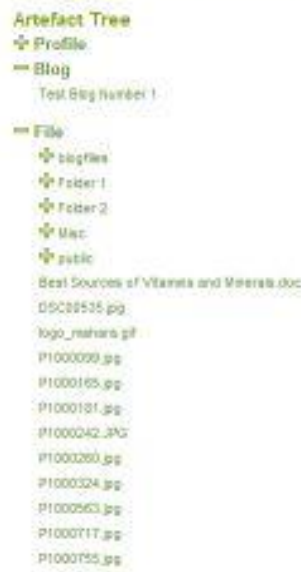 Artefact Tree
Profile
Blog
Test Blog Number 1
File
blogfiles
Folder 1
Folder 2
Misc
public
Best Sources of Vitamins and Minerals.doc
DSC00535.jpg
logo_mahara.gif
P1000099.jpg
P1000165.jpg
P1000181.jpg
P1000242.JPG
P1000260.jpg
P1000324.jpg
P1000563.jpg
P1000717.jpg
P1000755.jpg